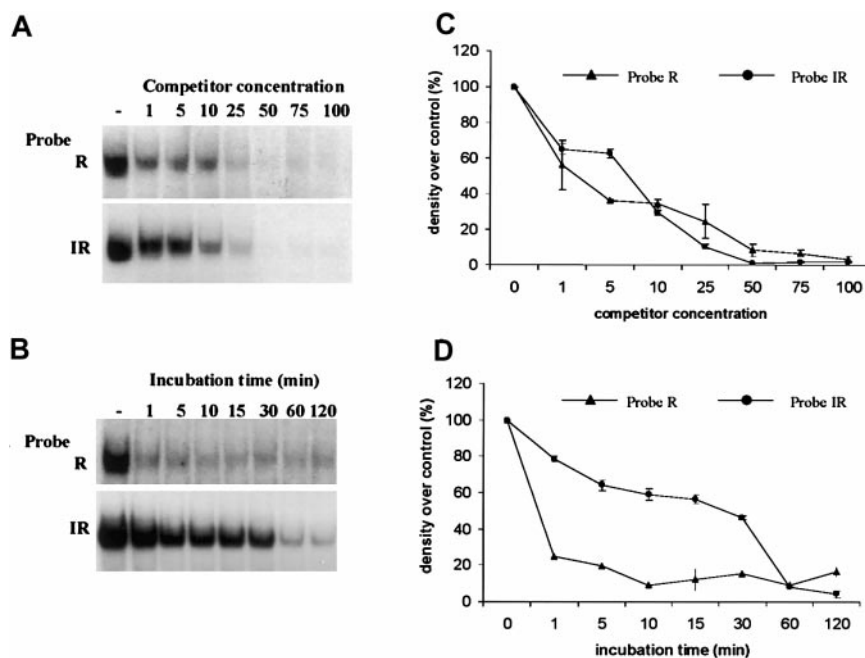 A
Competitor concentration
- 1 5 10 25 50 75 100
Probe
R
IR
B
Incubation time (min)
- 1 5 10 15 30 60 120
Probe
R
IR
C
120
100
80
60
40
20
0
density over control (%)
Probe R
Probe IR
0 1 5 10 25 50 75 100
competitor concentration
D
120
100
80
60
40
20
0
density over control (%)
Probe R
Probe IR
0 1 5 10 15 30 60 120
incubation time (min)